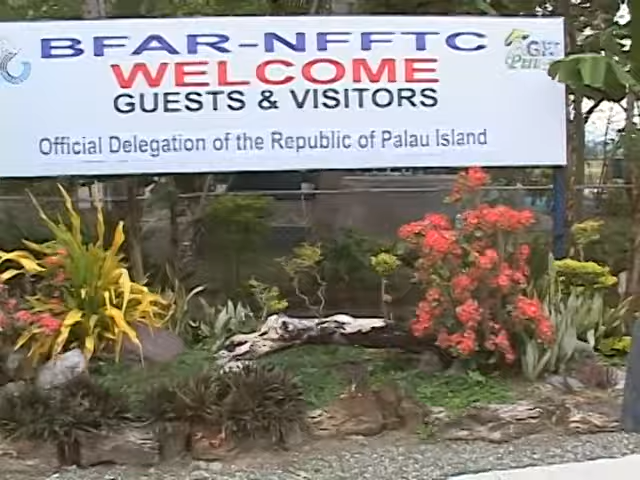 BFAR-NFFTC
WELCOME
GUESTS & VISITORS
Official Delegation of the Republic of Palau Island